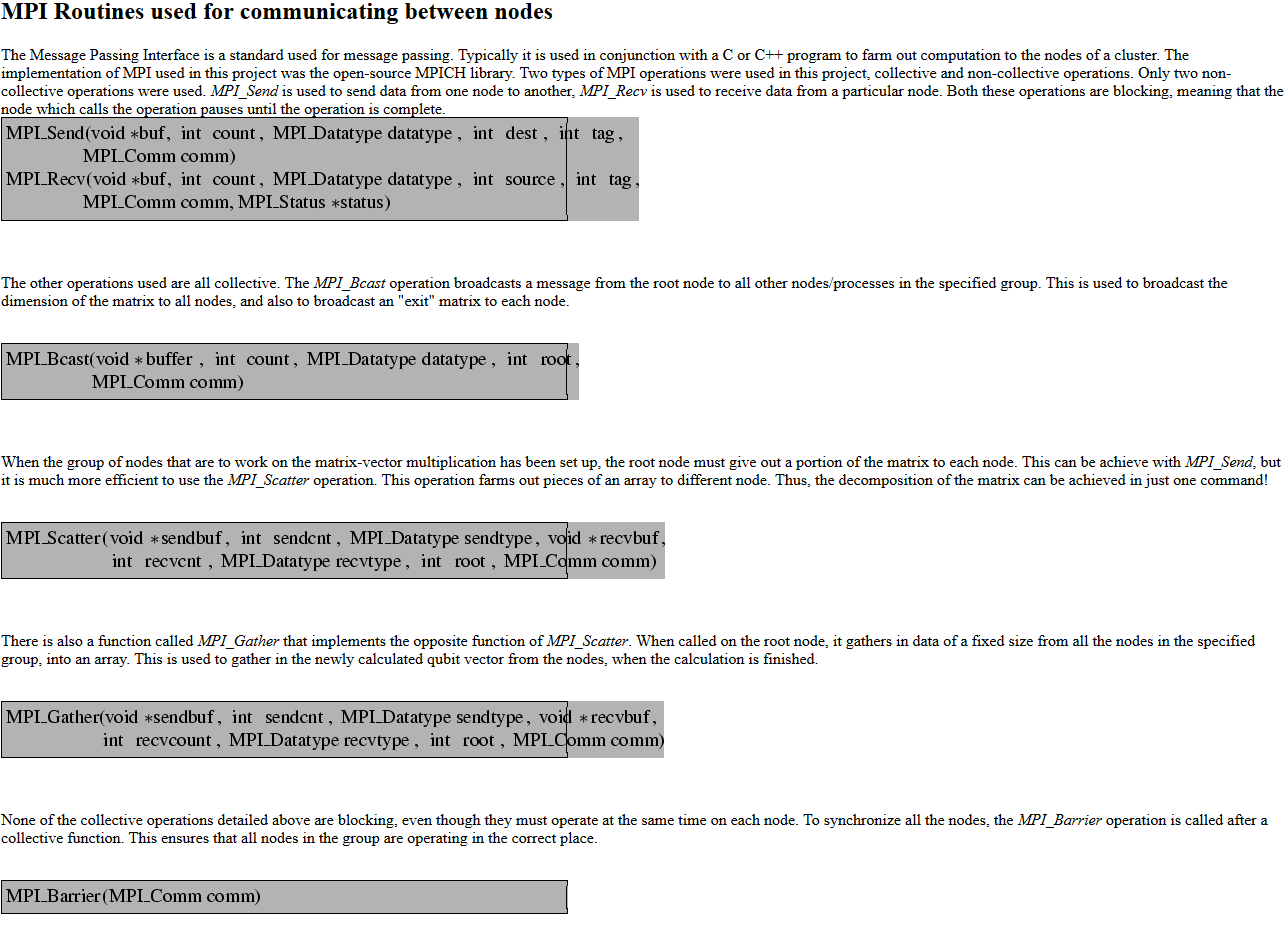 MPI Routines used for communicating between nodes
The Message Passing Interface is a standard used for message passing. Typically it is used in conjunction with a C or C++ program to farm out computation to the nodes of a cluster. The
implementation of MPI used in this project was the open-source MPICH library. Two types of MPI operations were used in this project, collective and non-collective operations. Only two non-
collective operations were used. MPI_Send is used to send data from one node to another, MPI_Recv is used to receive data from a particular node. Both these operations are blocking, meaning that the
node which calls the operation pauses until the operation is complete.
MPI_Send(void *buf, int count, MPI_Datatype datatype, int dest, int tag,
MPI_Comm comm)
MPI_Recv(void *buf, int count, MPI_Datatype datatype, int source, int tag,
MPI_Comm comm, MPI_Status *status)
The other operations used are all collective. The MPI_Bcast operation broadcasts a message from the root node to all other nodes/processes in the specified group. This is used to broadcast the
dimension of the matrix to all nodes, and also to broadcast an "exit" matrix to each node.
MPI_Bcast(void *buffer, int count, MPI_Datatype datatype, int root,
MPI_Comm comm)
When the group of nodes that are to work on the matrix-vector multiplication has been set up, the root node must give out a portion of the matrix to each node. This can be achieve with MPI_Send, but
it is much more efficient to use the MPI_Scatter operation. This operation farms out pieces of an array to different node. Thus, the decomposition of the matrix can be achieved in just one command!
MPI_Scatter(void *sendbuf, int sendcnt, MPI_Datatype sendtype, void *recvbuf,
int recvcnt, MPI_Datatype recvtype, int root, MPI_Comm comm)
There is also a function called MPI_Gather that implements the opposite function of MPI_Scatter. When called on the root node, it gathers in data of a fixed size from all the nodes in the specified
group, into an array. This is used to gather in the newly calculated qubit vector from the nodes, when the calculation is finished.
MPI_Gather(void *sendbuf, int sendcnt, MPI_Datatype sendtype, void *recvbuf,
int recvcount, MPI_Datatype recvtype, int root, MPI_Comm comm)
None of the collective operations detailed above are blocking, even though they must operate at the same time on each node. To synchronize all the nodes, the MPI_Barrier operation is called after a
collective function. This ensures that all nodes in the group are operating in the correct place.
MPI_Barrier(MPI_Comm comm)